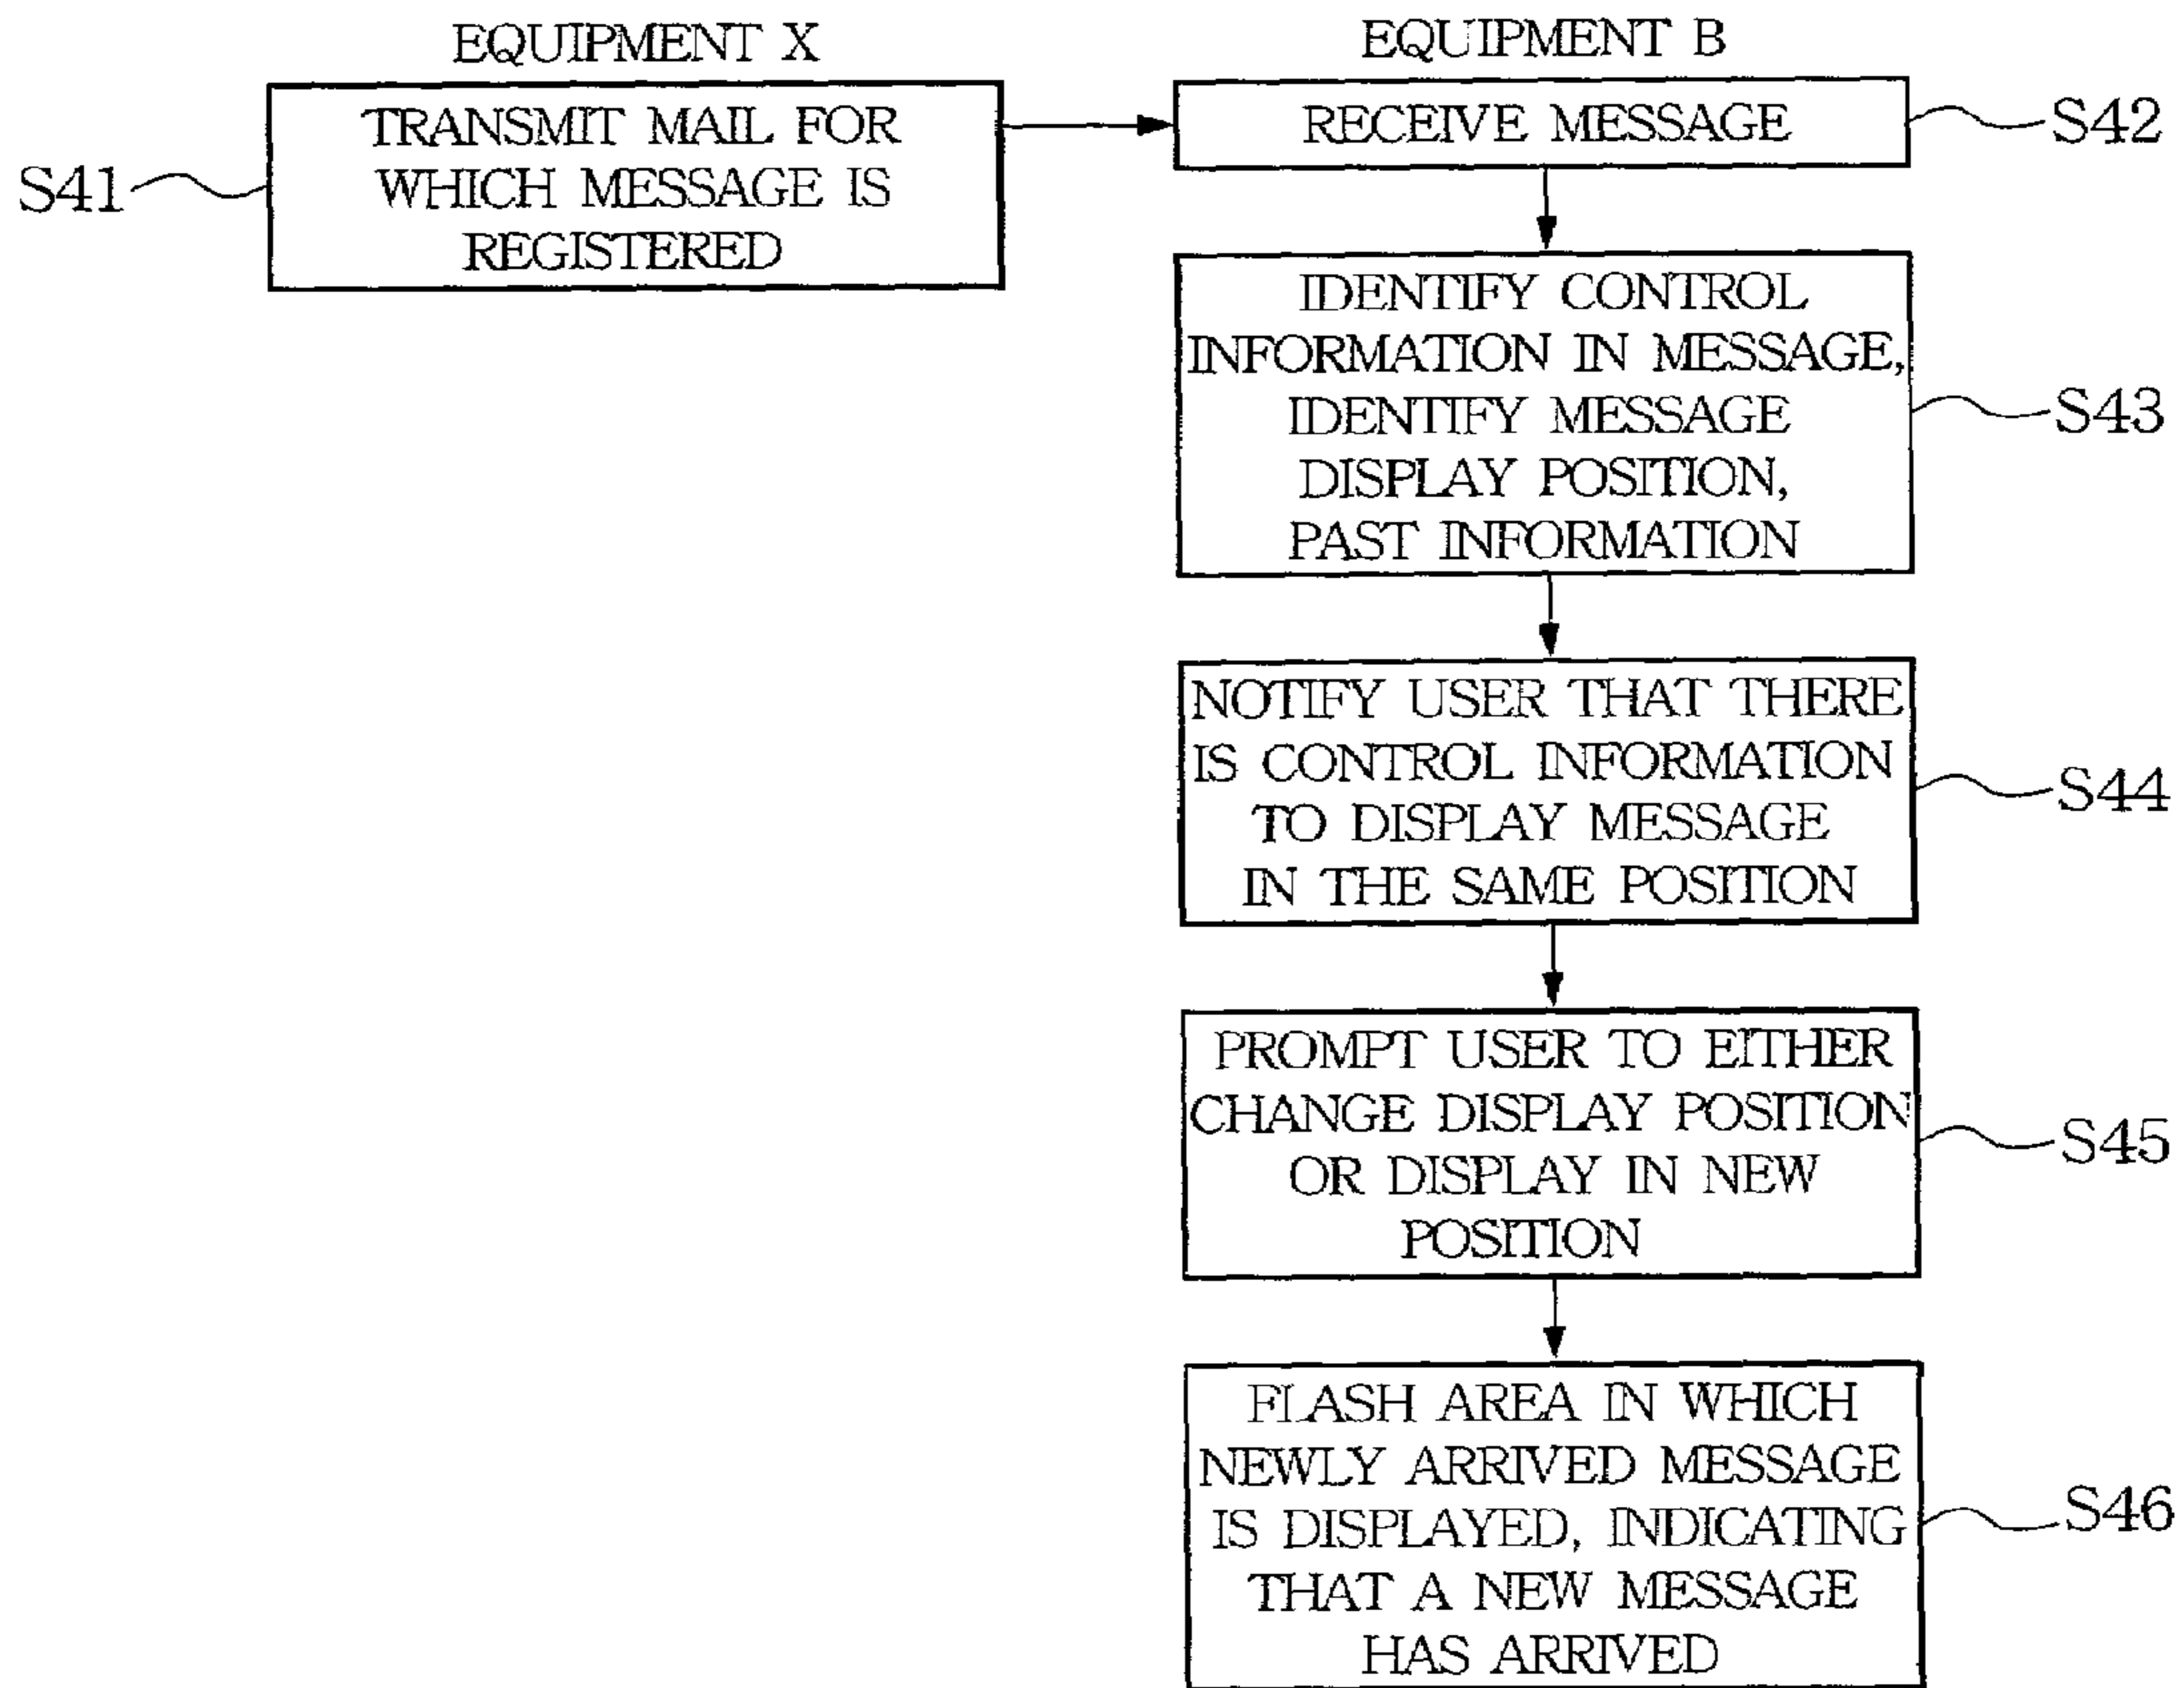 EQUIPMENT X
TRANSMIT MAIL FOR
WHICH MESSAGE IS
REGISTERED
S41
EQUIPMENT B
RECEIVE MESSAGE
S42
IDENTIFY CONTROL
INFORMATION IN MESSAGE,
IDENTIFY MESSAGE
DISPLAY POSITION,
PAST INFORMATION
S43
NOTIFY USER THAT THERE
IS CONTROL INFORMATION
TO DISPLAY MESSAGE
IN THE SAME POSITION
S44
PROMPT USER TO EITHER
CHANGE DISPLAY POSITION
OR DISPLAY IN NEW
POSITION
S45
FLASH AREA IN WHICH
NEWLY ARRIVED MESSAGE
IS DISPLAYED, INDICATING
THAT A NEW MESSAGE
HAS ARRIVED
S46